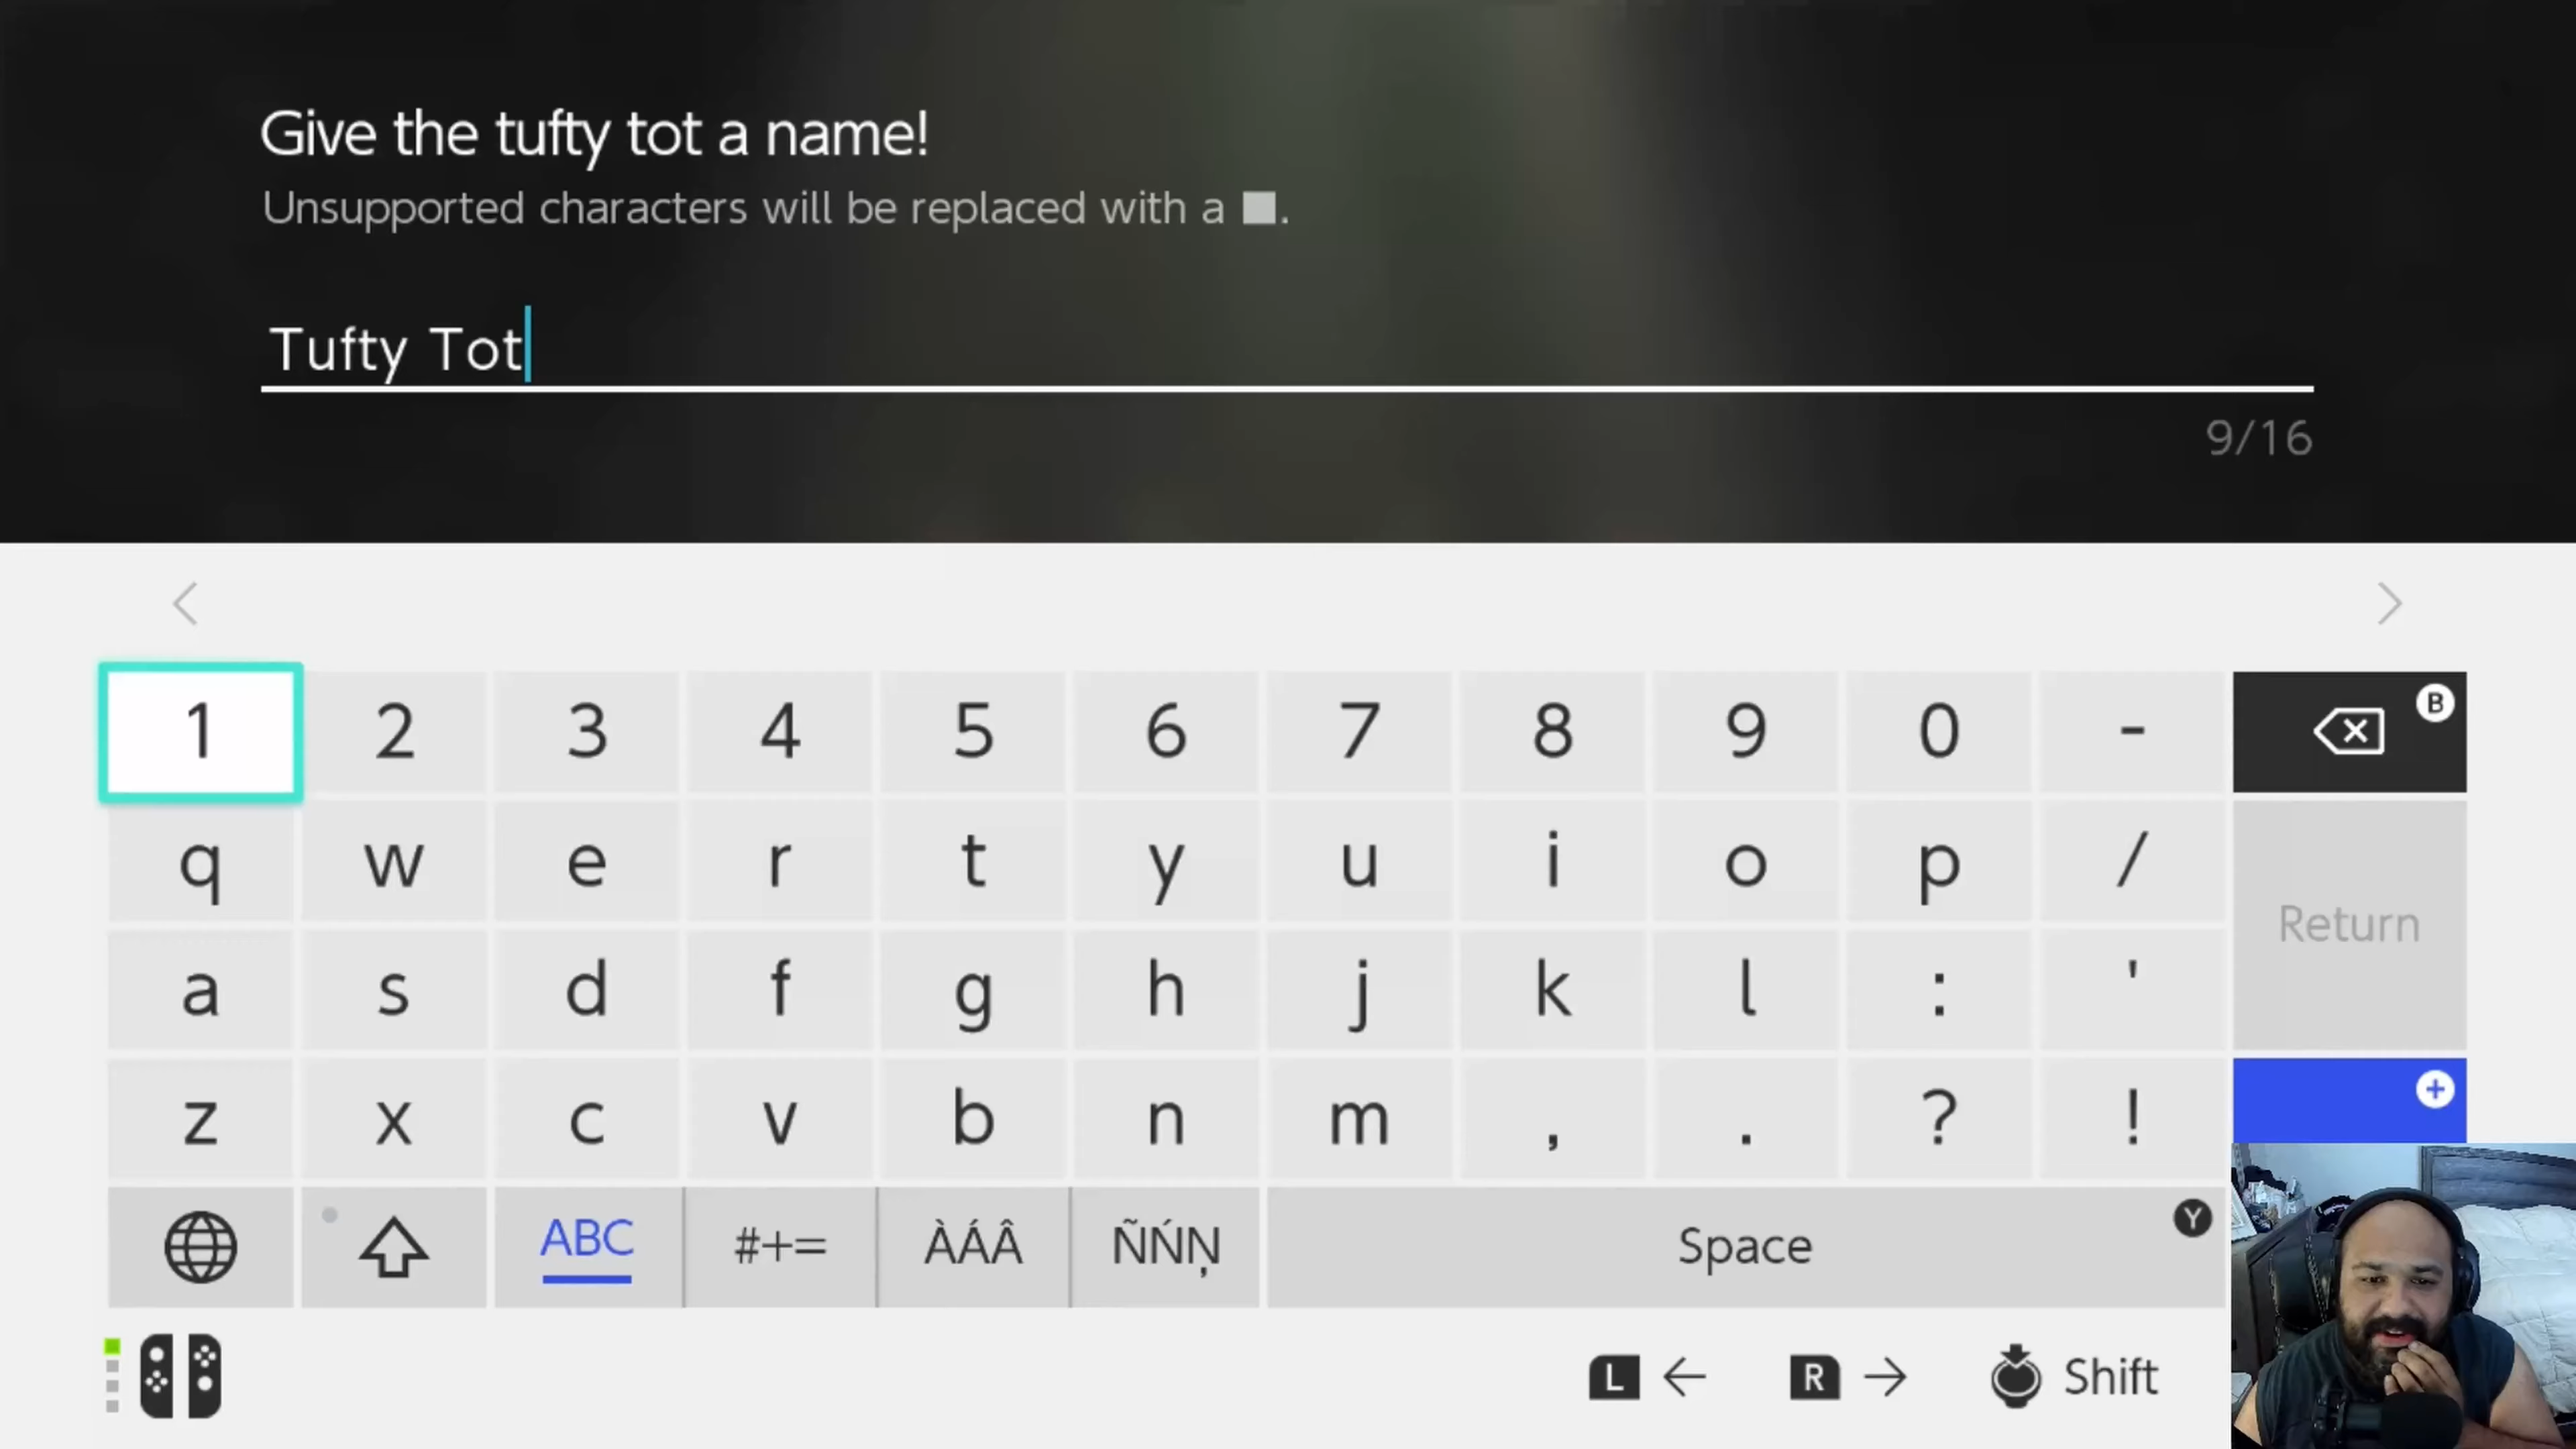 Give the tufty tot a name!
Unsupported characters will be replaced with a ■.
Tufty Tot
9/16
< >
1 2 3 4 5 6 7 8 9 0 - B
q w e r t y u i o p /
Return
a s d f g h j k l : '
z x c v b n m , . ? ! +
ABC #+= ÀÁÂ ÑŃŅ Space Y
L ← R → Shift